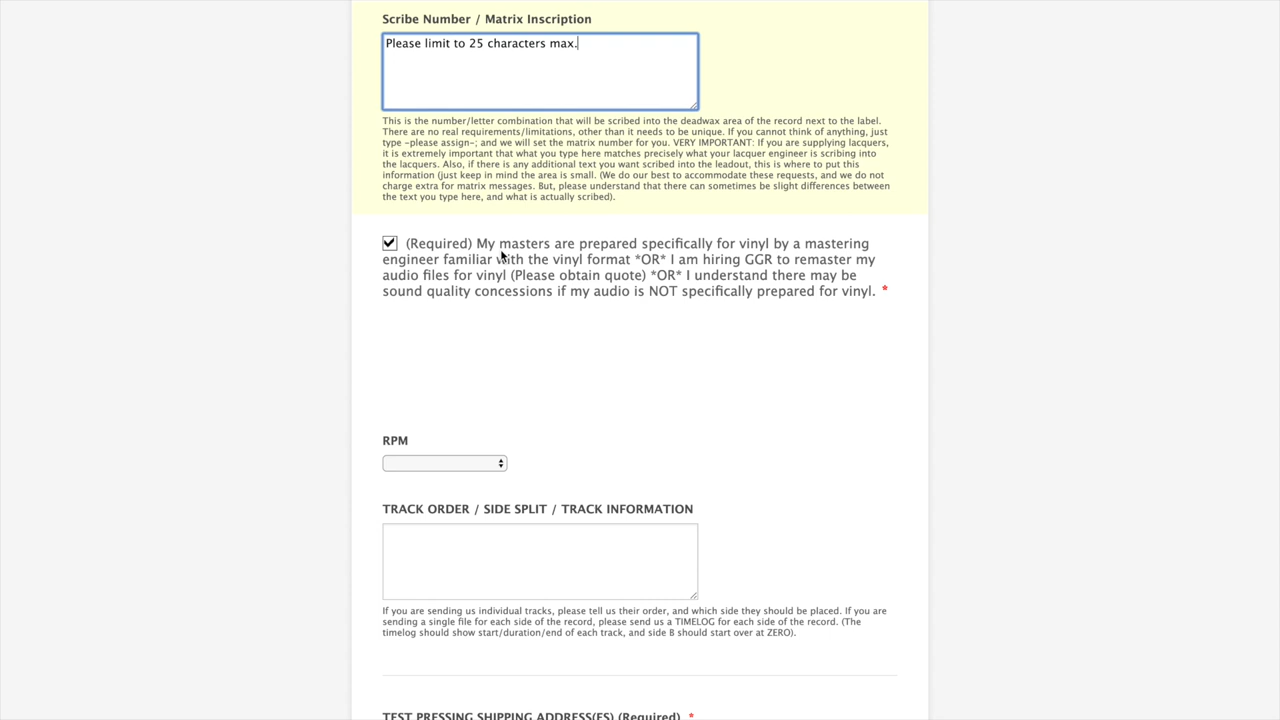 Scribe Number / Matrix Inscription
Please limit to 25 characters max.
This is the number/letter combination that will be scribed into the deadwax area of the record next to the label.
There are no real requirements/limitations, other than it needs to be unique. If you cannot think of anything, just
type ~please assign~; and we will set the matrix number for you. VERY IMPORTANT: If you are supplying lacquers,
it is extremely important that what you type here matches precisely what your lacquer engineer is scribing into
the lacquers. Also, if there is any additional text you want scribed into the leadout, this is where to put this
information (just keep in mind the area is small. (We do our best to accommodate these requests, and we do not
charge extra for matrix messages. But, please understand that there can sometimes be slight differences between
the text you type here, and what is actually scribed).
(Required) My masters are prepared specifically for vinyl by a mastering
engineer familiar with the vinyl format *OR* I am hiring GGR to remaster my
audio files for vinyl (Please obtain quote) *OR* I understand there may be
sound quality concessions if my audio is NOT specifically prepared for vinyl. *
RPM
TRACK ORDER / SIDE SPLIT / TRACK INFORMATION
If you are sending us individual tracks, please tell us their order, and which side they should be placed. If you are
sending a single file for each side of the record, please send us a TIMELOG for each side of the record. (The
timelog should show start/duration/end of each track, and side B should start over at ZERO).
TEST PRESSING SHIPPING ADDRESS(ES) (Required) *